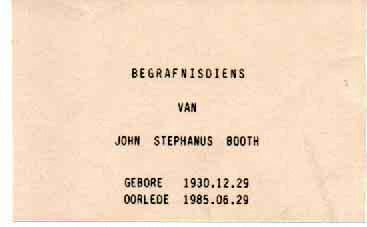 BEGRAFNISDIENS
VAN
JOHN STEPHANUS BOOTH
GEBORE 1930.12.29
OORLEDE 1985.06.29